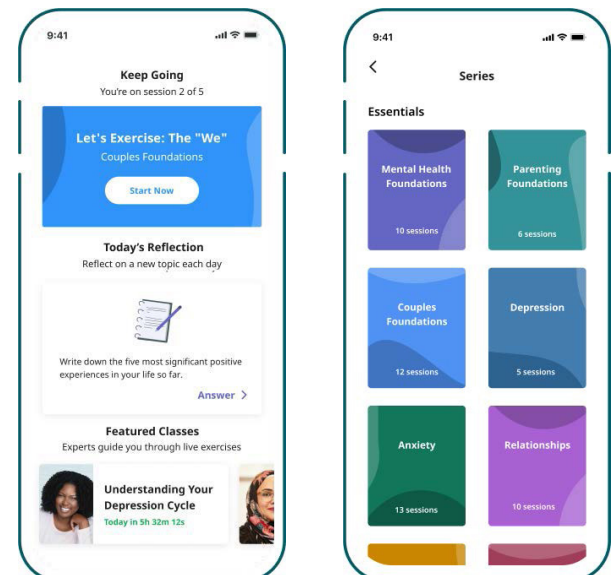 9:41
Keep Going
You're on session 2 of 5
Let's Exercise: The "We"
Couples Foundations
Start Now
Today's Reflection
Reflect on a new topic each day
Write down the five most significant positive
experiences in your life so far.
Answer >
Featured Classes
Experts guide you through live exercises
Understanding Your
Depression Cycle
Today in 5h 32m 12s
9:41
Series
Essentials
Mental Health
Foundations
10 sessions
Parenting
Foundations
6 sessions
Couples
Foundations
12 sessions
Depression
5 sessions
Anxiety
13 sessions
Relationships
10 sessions